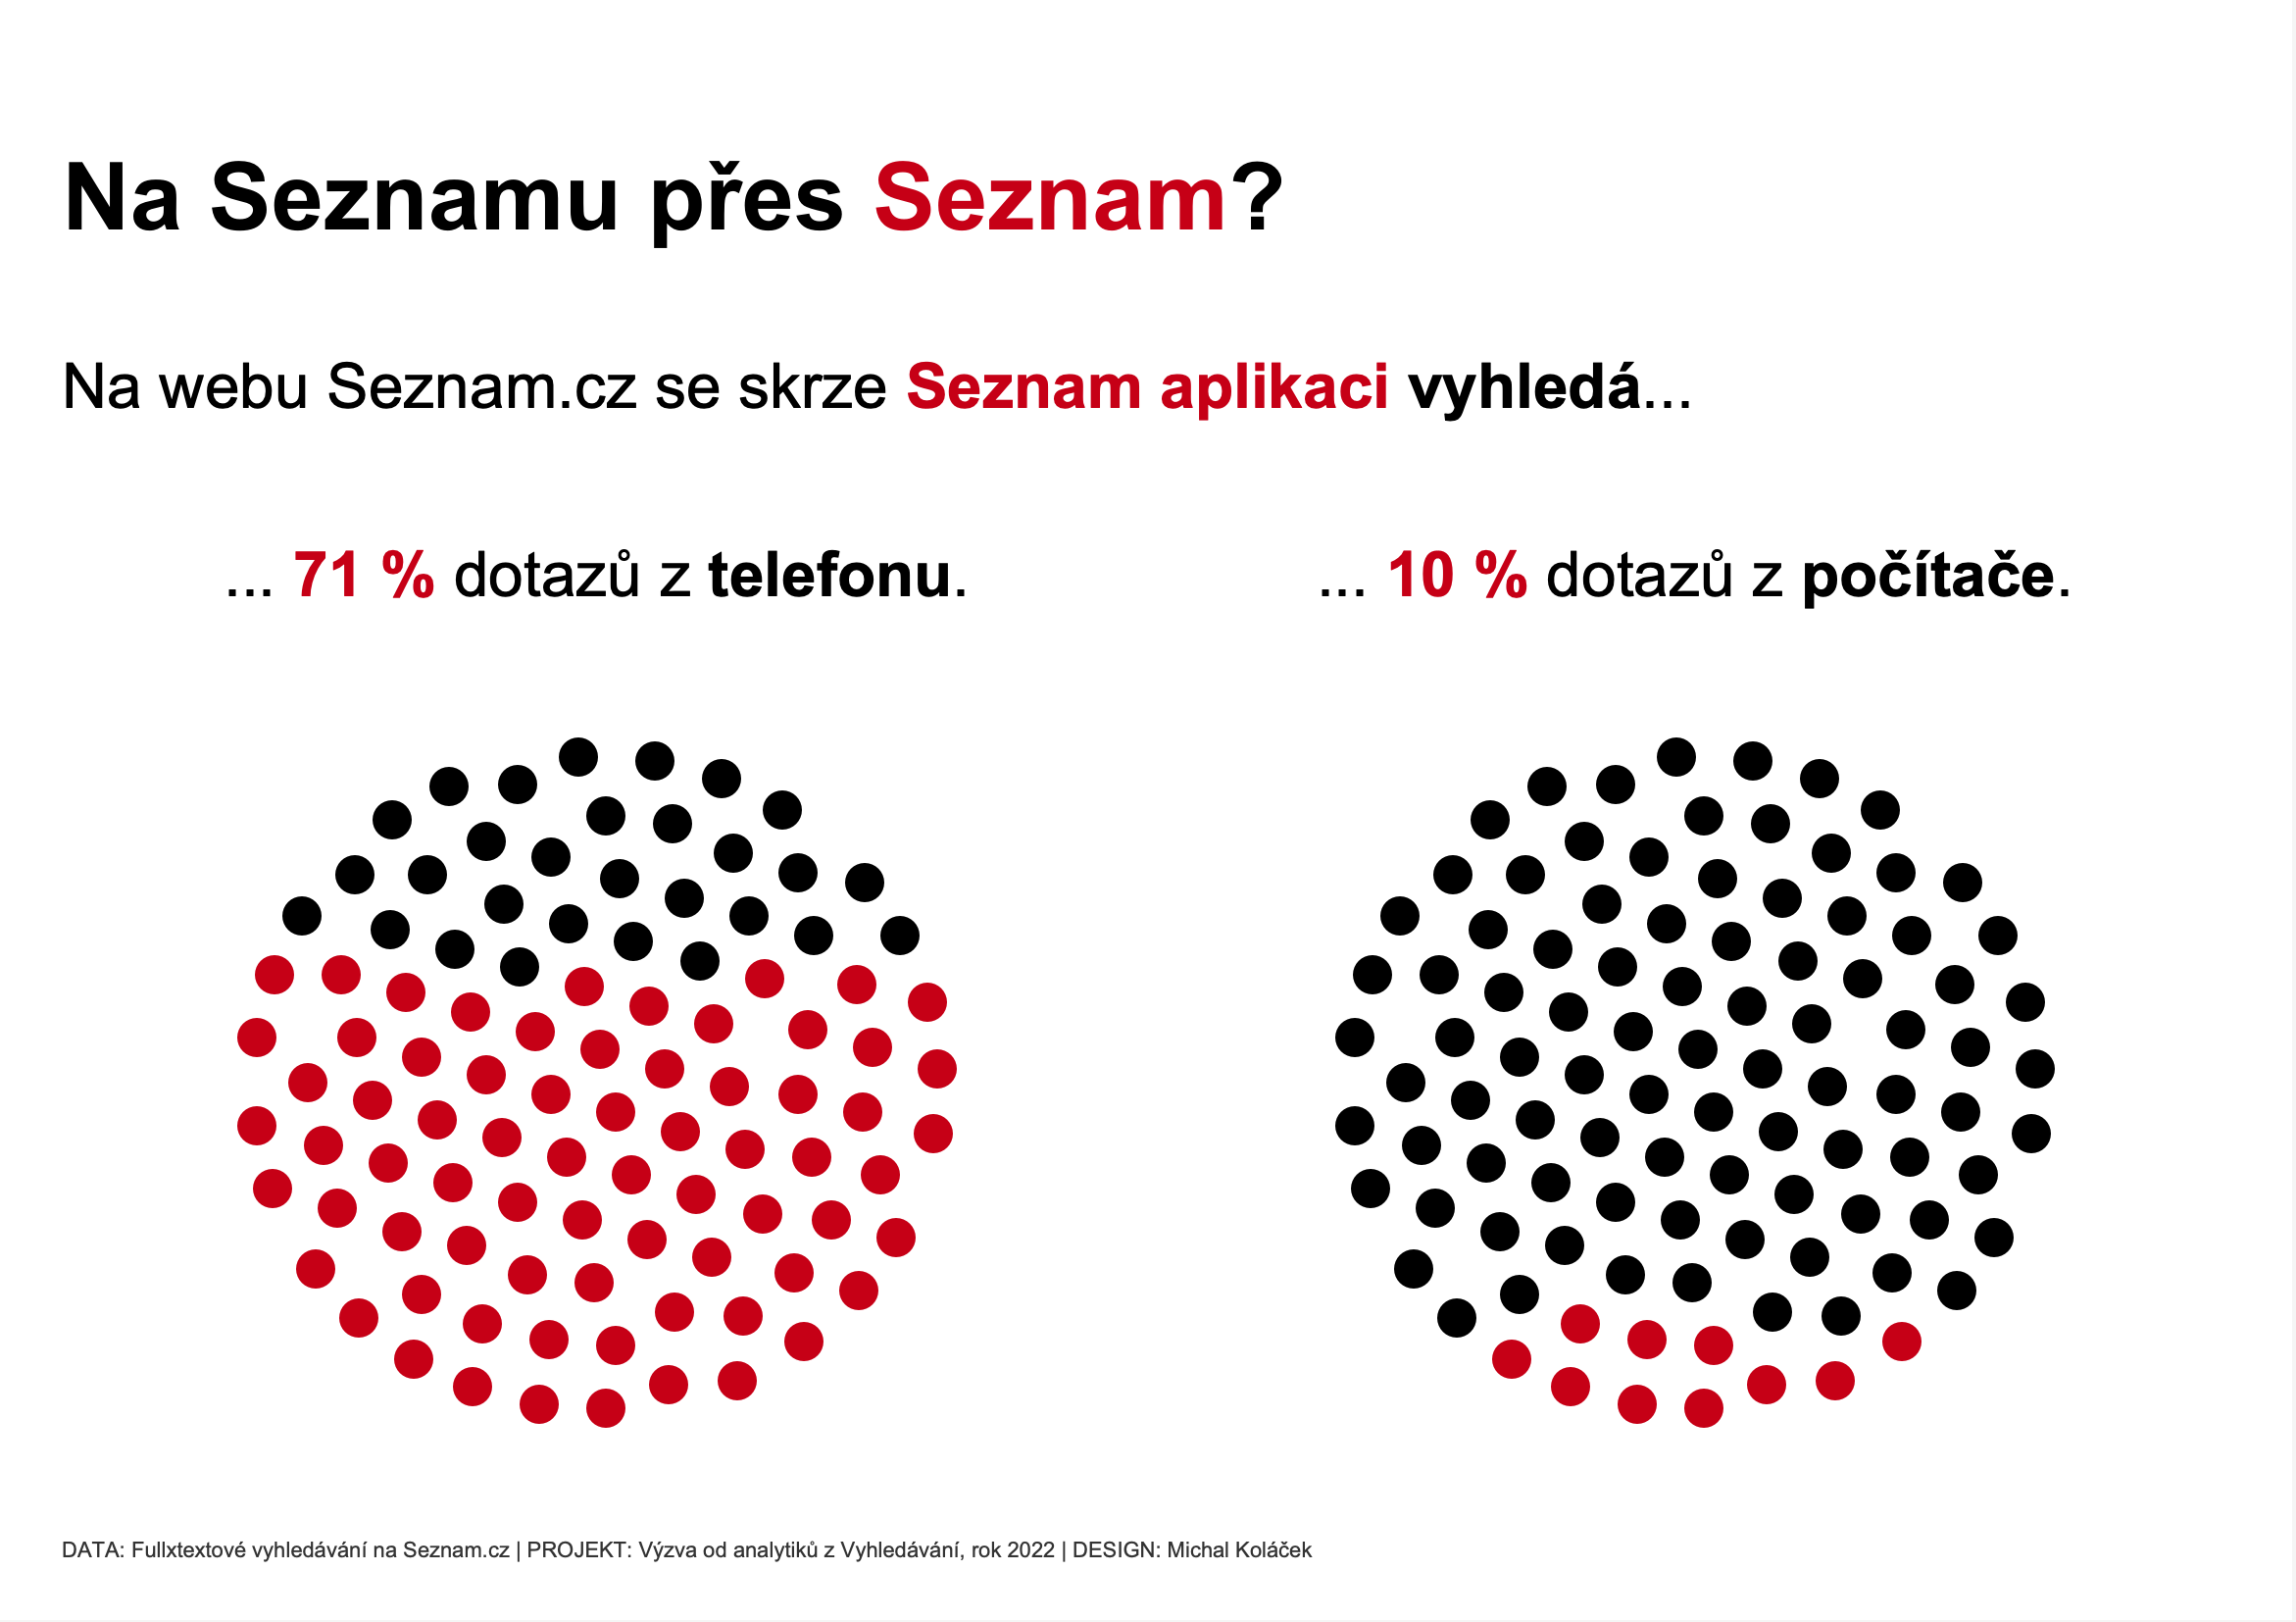 Na Seznamu přes Seznam?
Na webu Seznam.cz se skrze Seznam aplikaci vyhledá...
... 71 % dotazů z telefonu.
... 10 % dotazů z počítače.
DATA: Fullxtextové vyhledávání na Seznam.cz | PROJEKT: Výzva od analytiků z Vyhledávání, rok 2022 | DESIGN: Michal Koláček